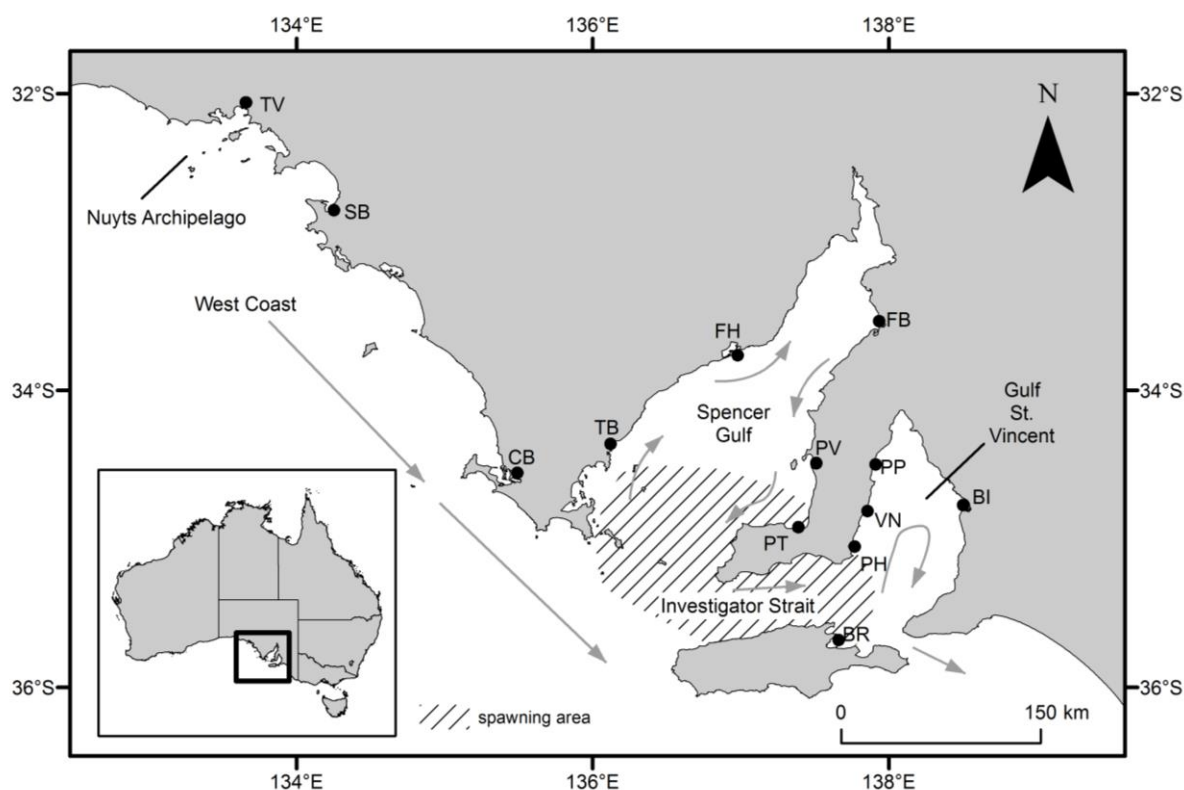 134°E 136°E 138°E
32°S 32°S
TV
N
Nuyts Archipelago
SB
West Coast
FH
FB
34°S 34°S
Gulf
St.
Vincent
Spencer
Gulf
TB
CB
PV
PP
BI
VN
PT
PH
Investigator Strait
BR
36°S 36°S
spawning area
0 150 km
134°E 136°E 138°E